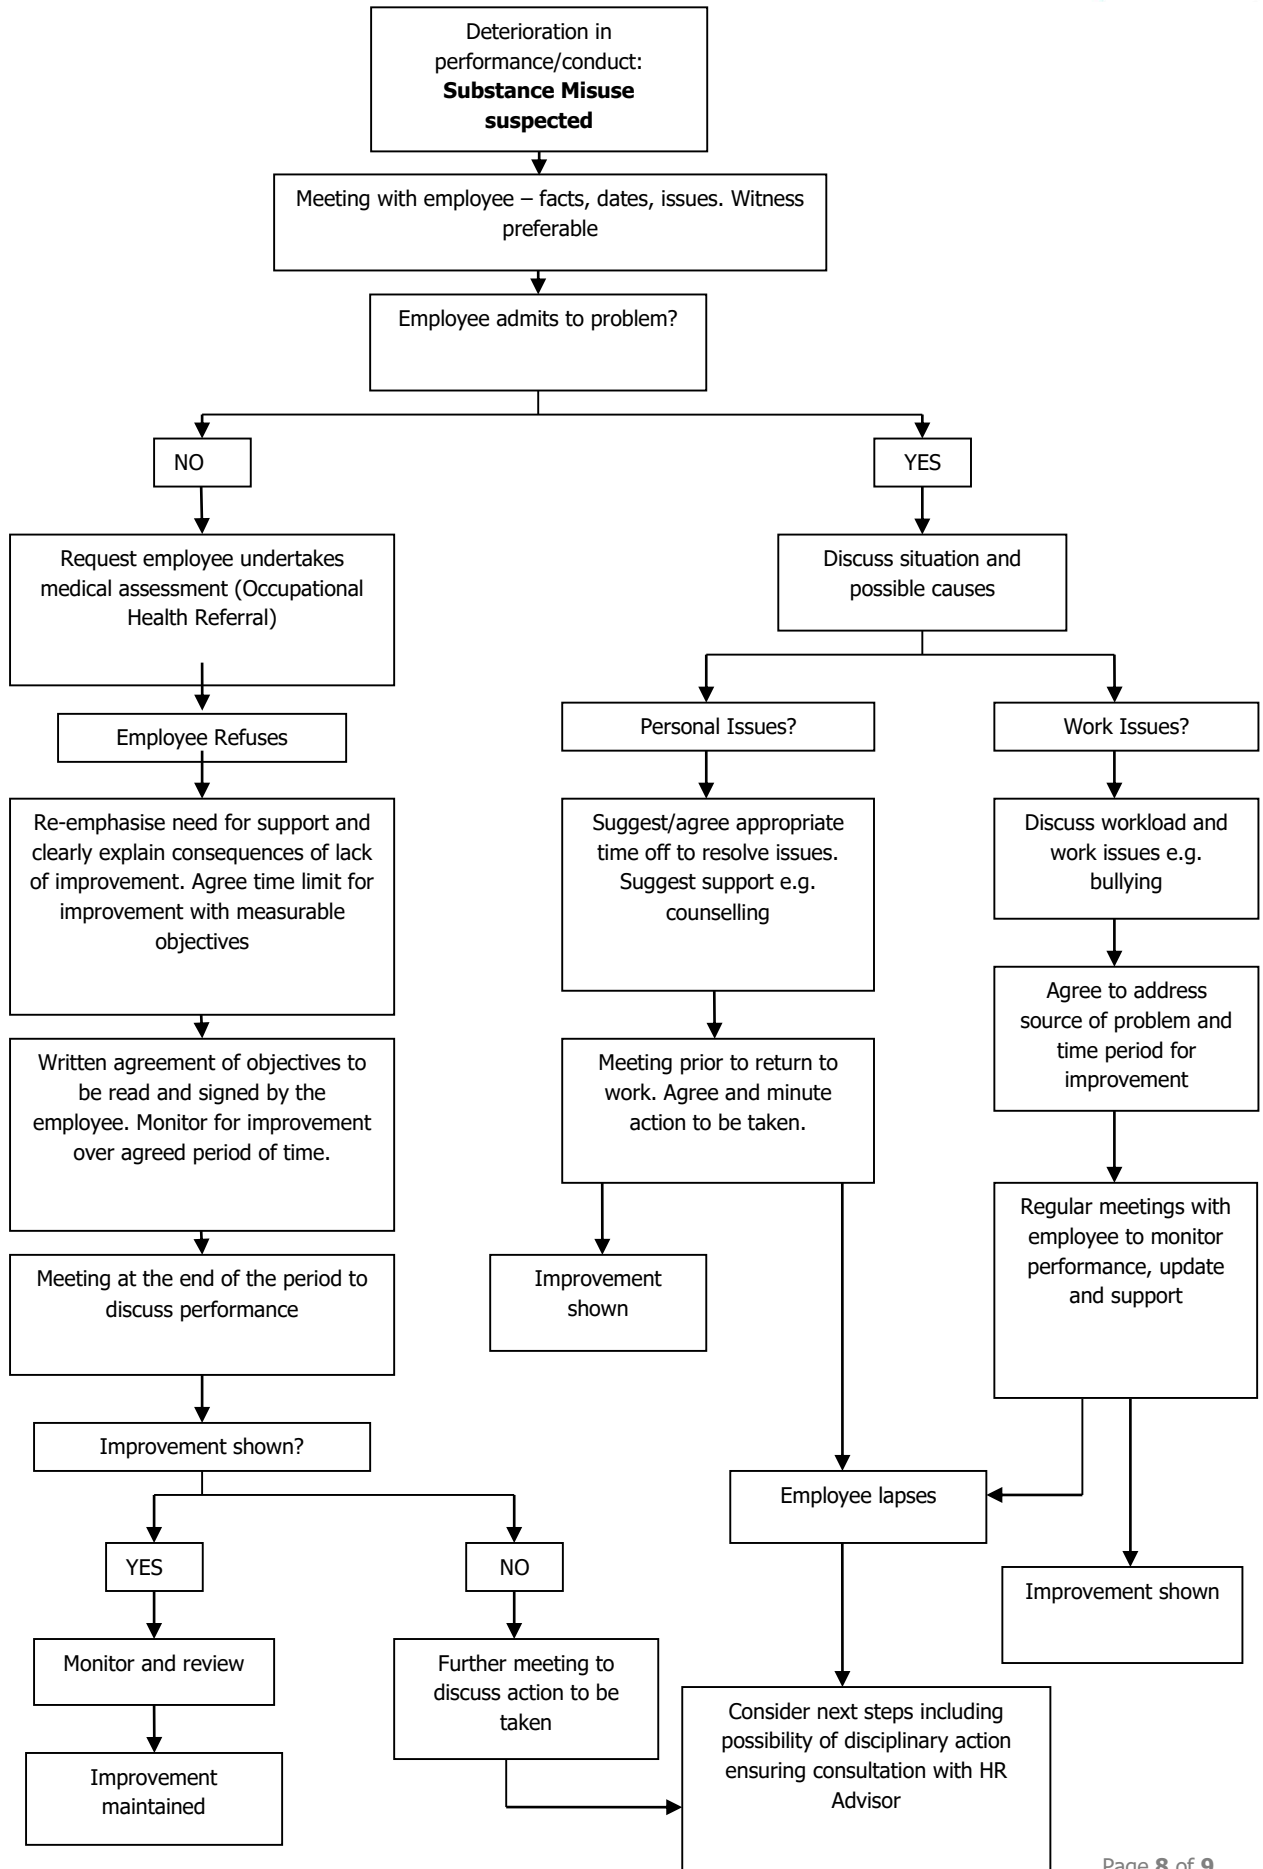 Deterioration in
performance/conduct:
Substance Misuse
suspected
Meeting with employee – facts, dates, issues. Witness
preferable
Employee admits to problem?
NO
YES
Request employee undertakes
medical assessment (Occupational
Health Referral)
Discuss situation and
possible causes
Employee Refuses
Personal Issues?
Work Issues?
Re-emphasise need for support and
clearly explain consequences of lack
of improvement. Agree time limit for
improvement with measurable
objectives
Suggest/agree appropriate
time off to resolve issues.
Suggest support e.g.
counselling
Discuss workload and
work issues e.g.
bullying
Agree to address
source of problem and
time period for
improvement
Written agreement of objectives to
be read and signed by the
employee. Monitor for improvement
over agreed period of time.
Meeting prior to return to
work. Agree and minute
action to be taken.
Regular meetings with
employee to monitor
performance, update
and support
Meeting at the end of the period to
discuss performance
Improvement
shown
Improvement shown?
Employee lapses
YES
NO
Improvement shown
Monitor and review
Further meeting to
discuss action to be
taken
Consider next steps including
possibility of disciplinary action
ensuring consultation with HR
Advisor
Improvement
maintained
Page 8 of 9